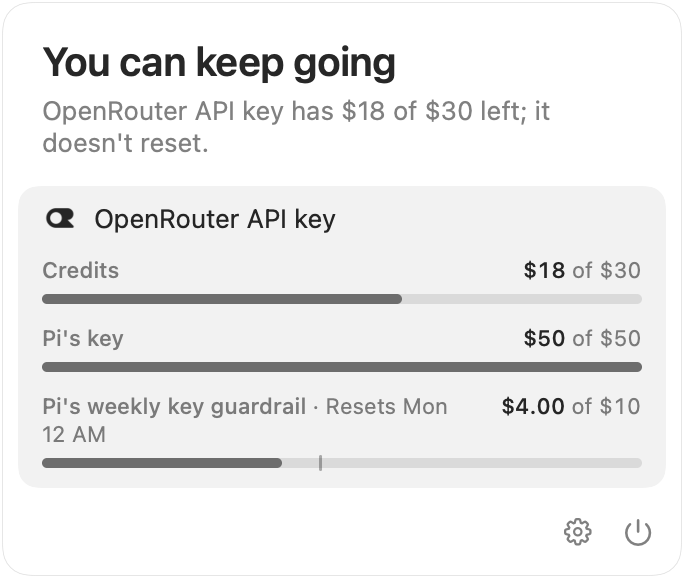 You can keep going
OpenRouter API key has $18 of $30 left; it
doesn't reset.
OpenRouter API key
Credits $18 of $30
Pi's key $50 of $50
Pi's weekly key guardrail · Resets Mon $4.00 of $10
12 AM